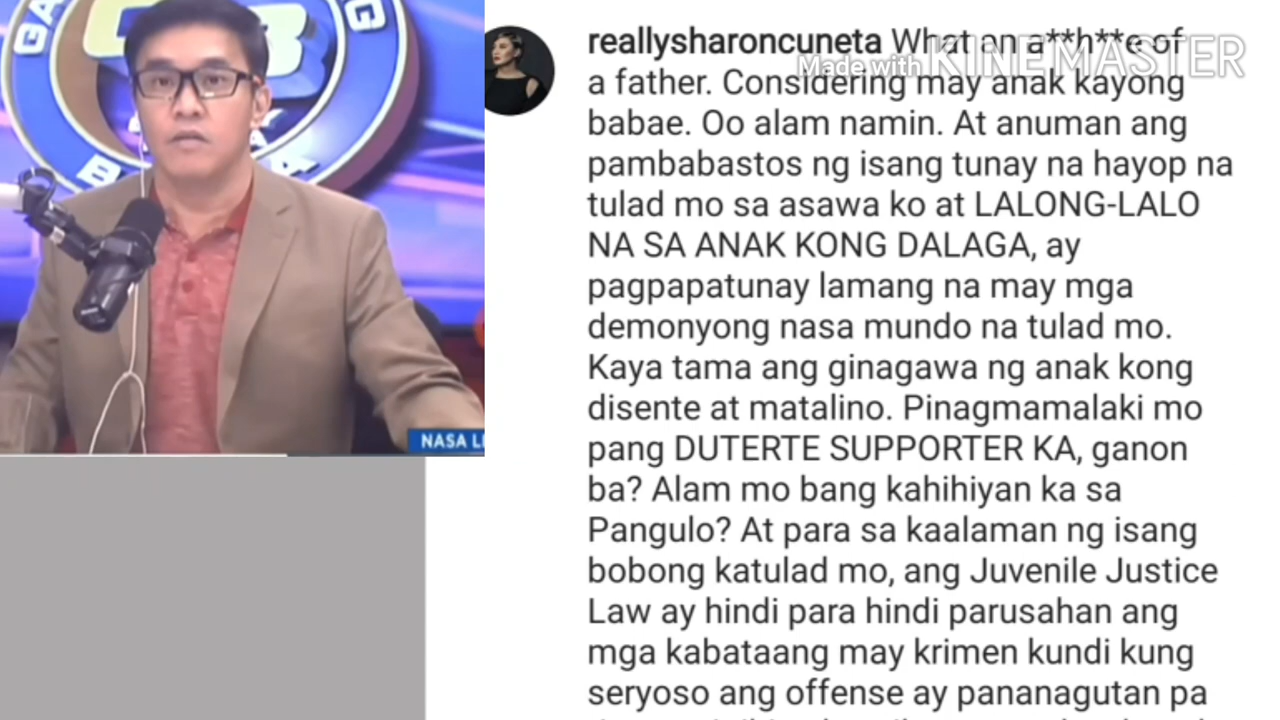 reallysharoncuneta What an a**h**e of
a father. Considering may anak kayong
babae. Oo alam namin. At anuman ang
pambabastos ng isang tunay na hayop na
tulad mo sa asawa ko at LALONG-LALO
NA SA ANAK KONG DALAGA, ay
pagpapatunay lamang na may mga
demonyong nasa mundo na tulad mo.
Kaya tama ang ginagawa ng anak kong
disente at matalino. Pinagmamalaki mo
pang DUTERTE SUPPORTER KA, ganon
ba? Alam mo bang kahihiyan ka sa
Pangulo? At para sa kaalaman ng isang
bobong katulad mo, ang Juvenile Justice
Law ay hindi para hindi parusahan ang
mga kabataang may krimen kundi kung
seryoso ang offense ay pananagutan pa
Made with KINEMASTER
NASA LI